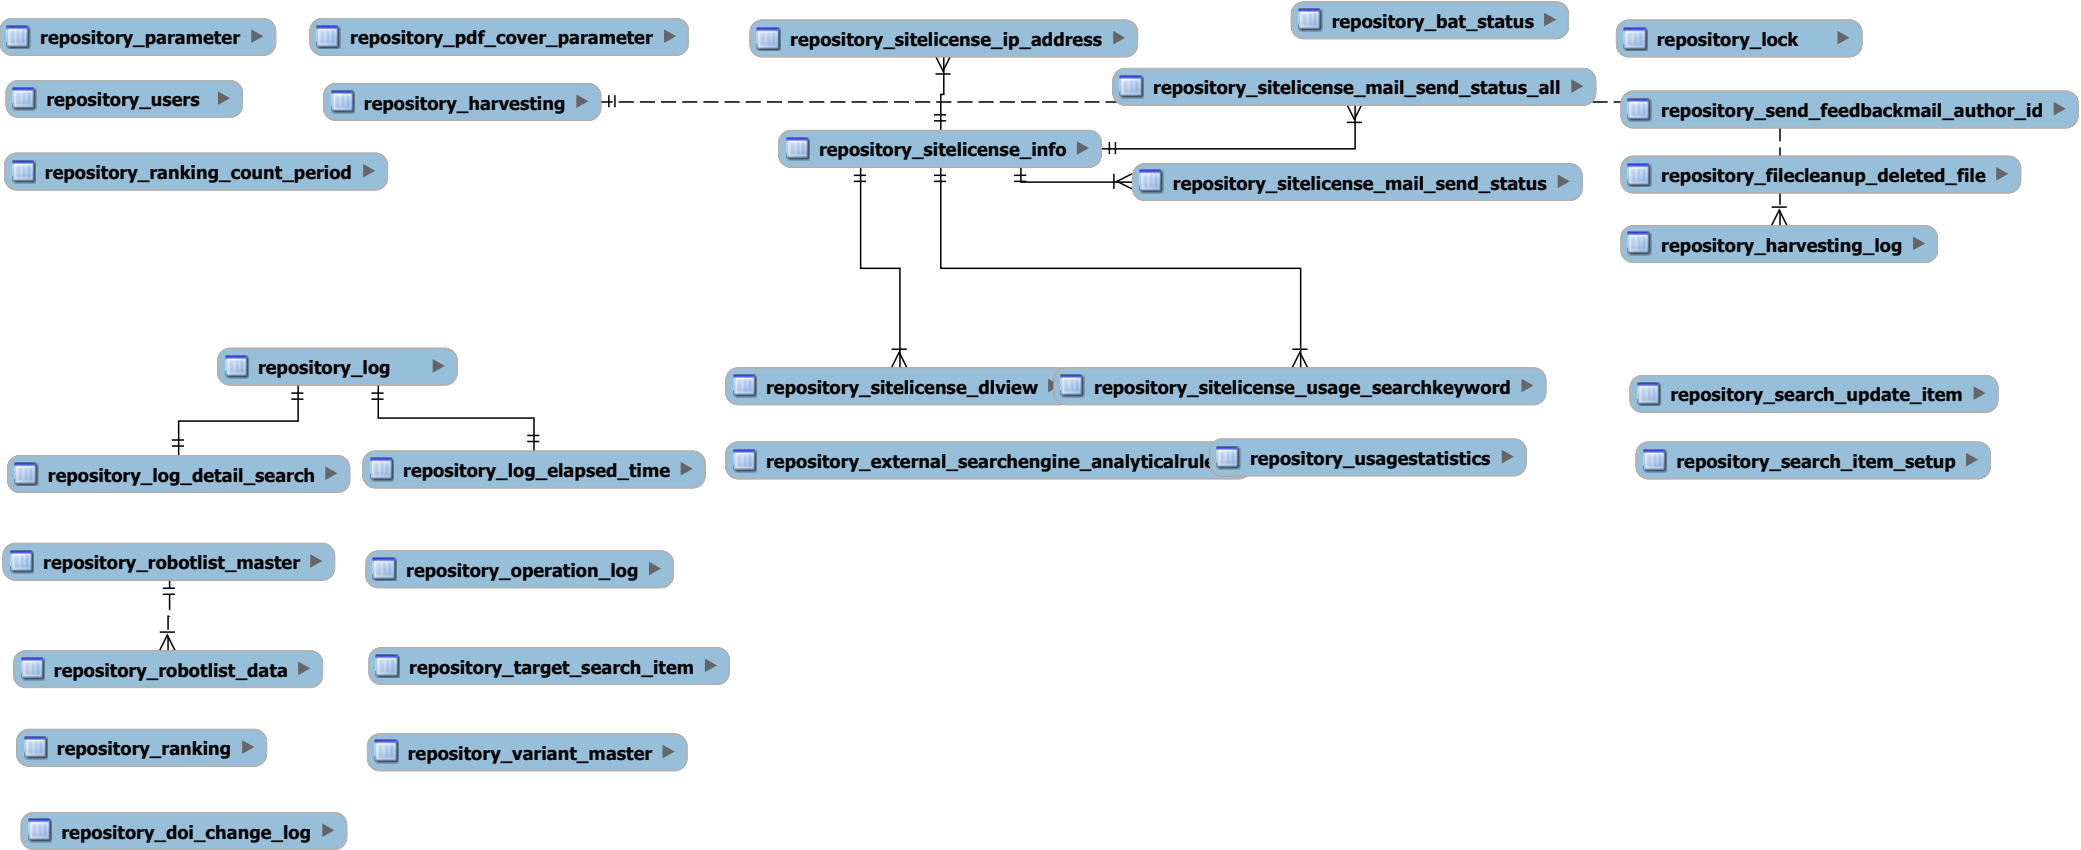 repository_parameter
repository_pdf_cover_parameter
repository_sitelicense_ip_address
repository_bat_status
repository_lock
repository_users
repository_harvesting
repository_sitelicense_mail_send_status_all
repository_send_feedbackmail_author_id
repository_sitelicense_info
repository_ranking_count_period
repository_sitelicense_mail_send_status
repository_filecleanup_deleted_file
repository_harvesting_log
repository_log
repository_sitelicense_dlview
repository_sitelicense_usage_searchkeyword
repository_search_update_item
repository_log_detail_search
repository_log_elapsed_time
repository_external_searchengine_analyticalrule
repository_usagestatistics
repository_search_item_setup
repository_robotlist_master
repository_operation_log
repository_robotlist_data
repository_target_search_item
repository_ranking
repository_variant_master
repository_doi_change_log